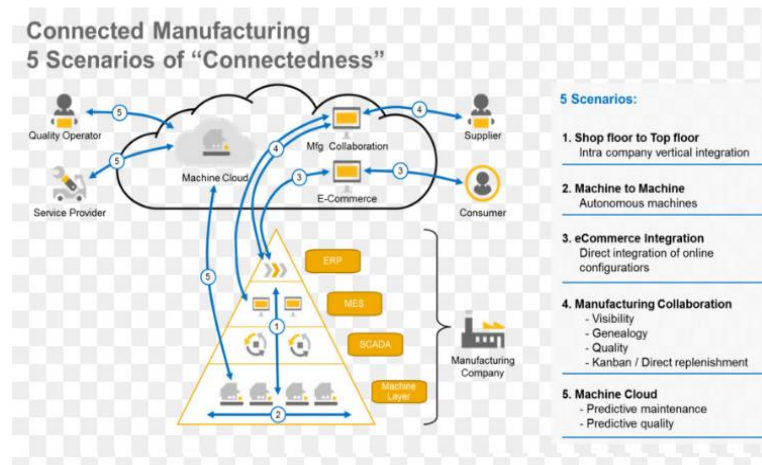 Connected Manufacturing
5 Scenarios of “Connectedness”
5
4
Quality Operator
Supplier
Mfg Collaboration
5
4
Machine Cloud
3
3
Service Provider
E-Commerce
Consumer
5
ERP
MES
1
SCADA
Manufacturing
Company
Machine
Layer
2
5 Scenarios:
1. Shop floor to Top floor
Intra company vertical integration
2. Machine to Machine
Autonomous machines
3. eCommerce Integration
Direct integration of online
configurations
4. Manufacturing Collaboration
- Visibility
- Genealogy
- Quality
- Kanban / Direct replenishment
5. Machine Cloud
- Predictive maintenance
- Predictive quality